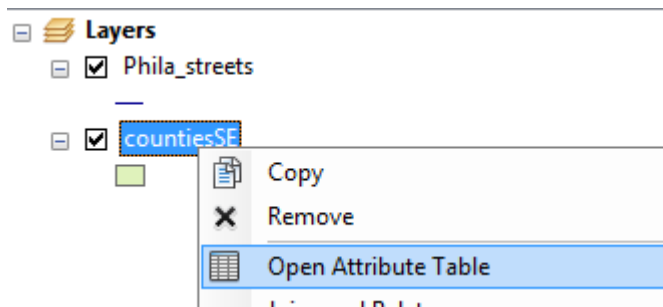 Layers
Phila_streets
countiesSE
Copy
Remove
Open Attribute Table